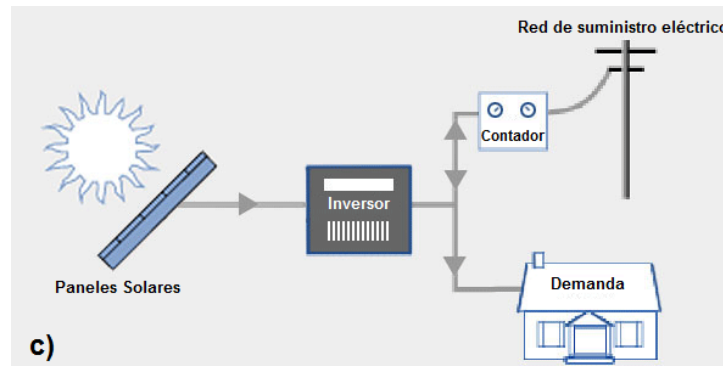 Red de suministro eléctrico
Contador
Inversor
Paneles Solares
Demanda
c)